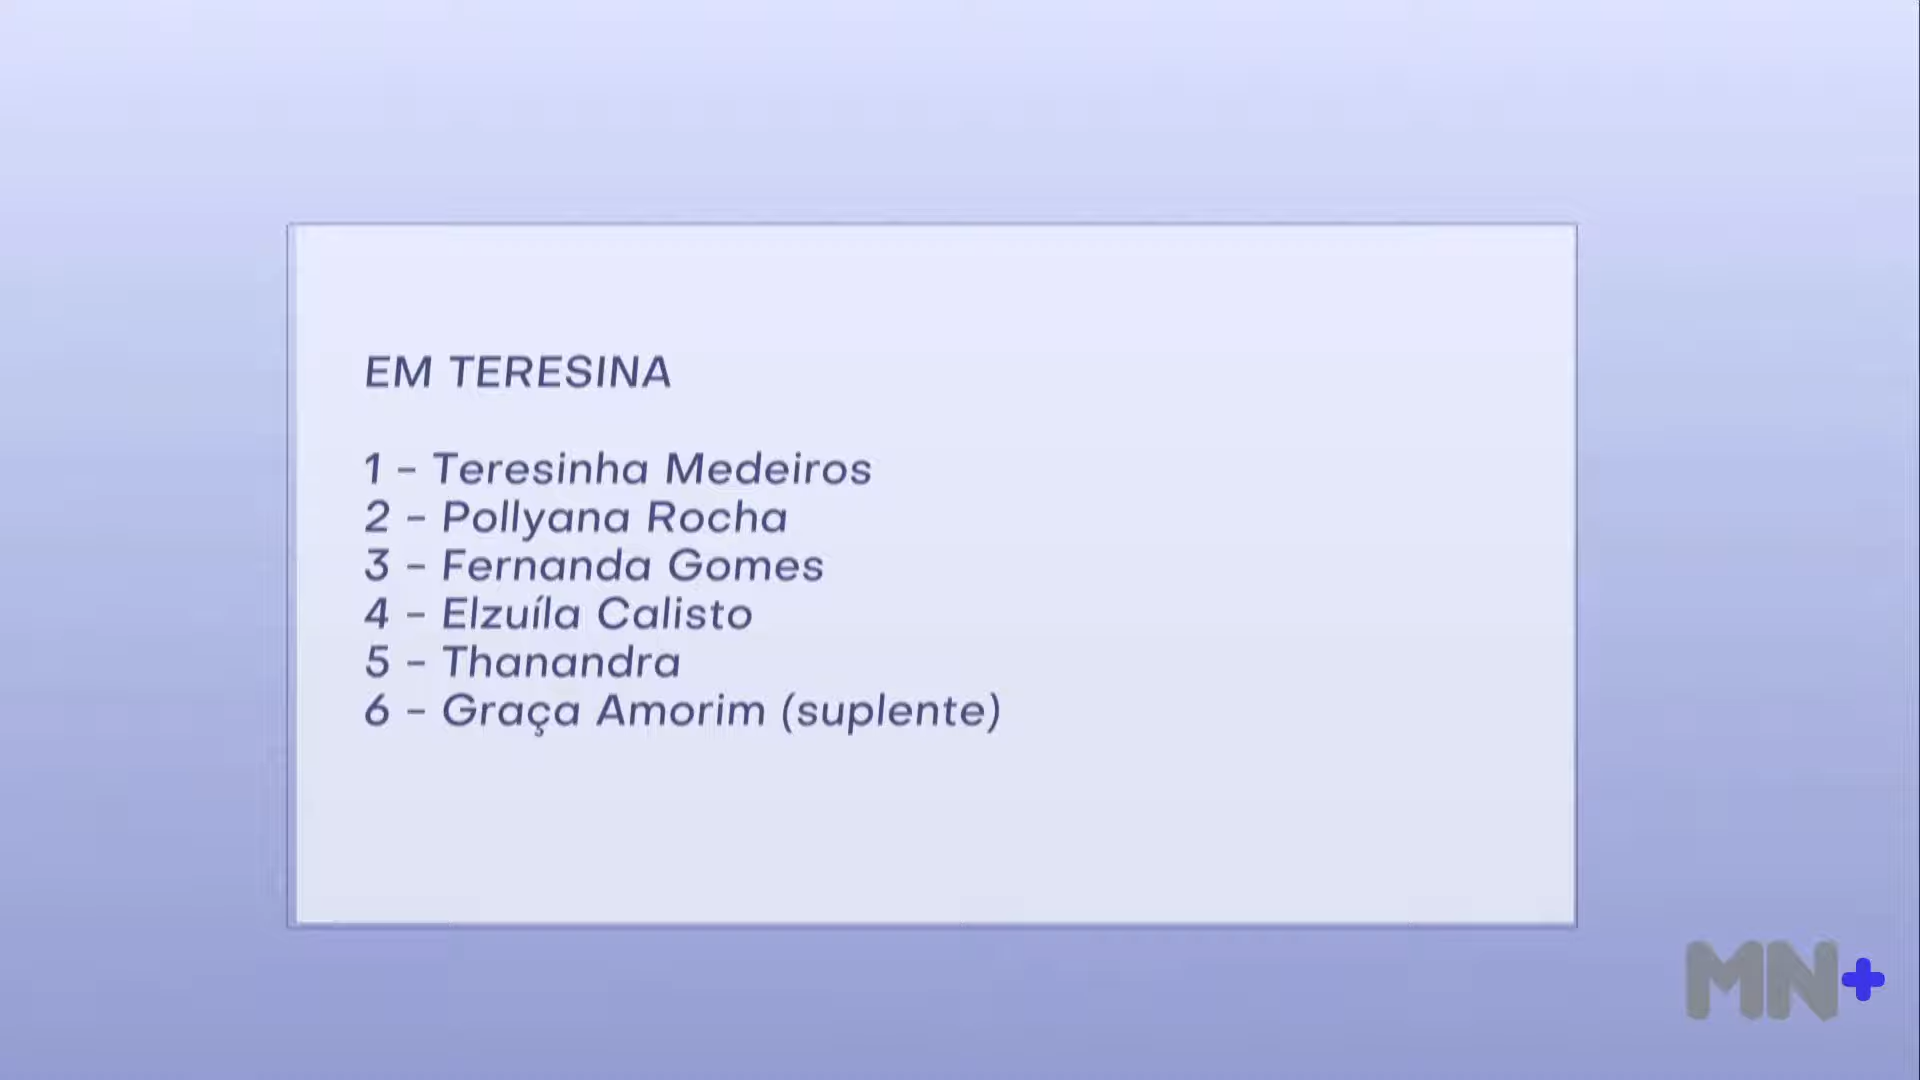 EM TERESINA
1 - Teresinha Medeiros
2 - Pollyana Rocha
3 - Fernanda Gomes
4 - Elzuíla Calisto
5 - Thanandra
6 - Graça Amorim (suplente)
MN+